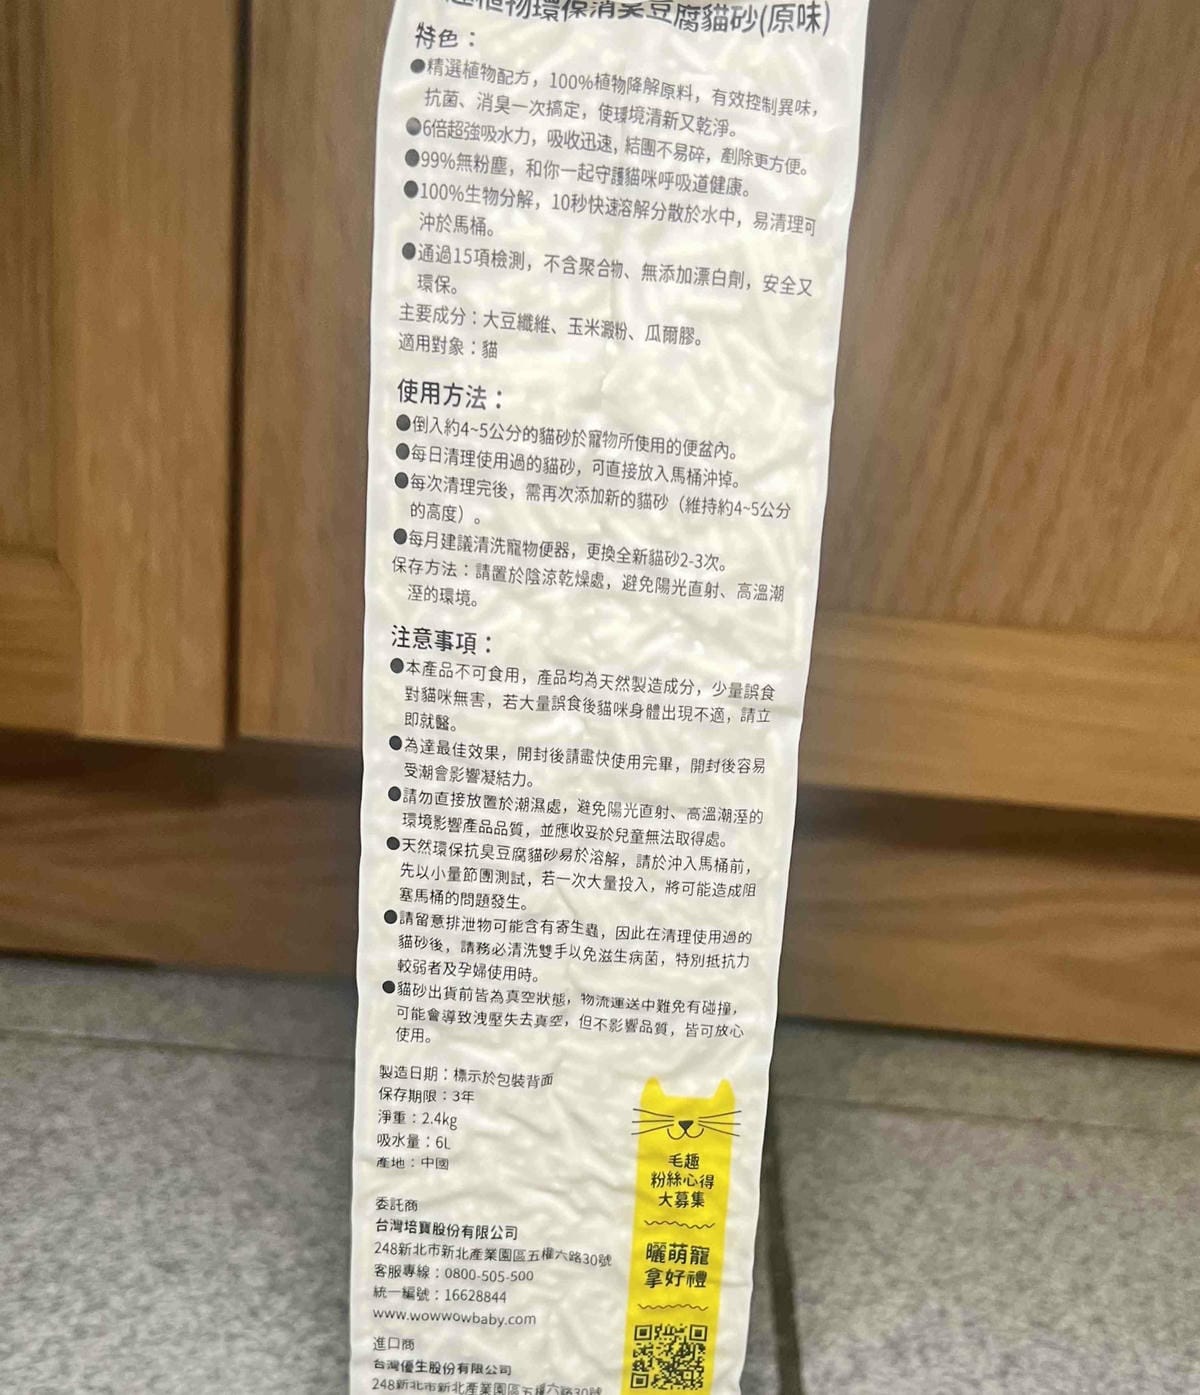 植物環保消臭豆腐貓砂(原味)
特色：
●精選植物配方，100%植物降解原料，有效控制異味，
抗菌、消臭一次搞定，使環境清新又乾淨。
●6倍超強吸水力，吸收迅速，結團不易碎，剷除更方便。
●99%無粉塵，和你一起守護貓咪呼吸道健康。
●100%生物分解，10秒快速溶解分散於水中，易清理可
沖於馬桶。
●通過15項檢測，不含聚合物、無添加漂白劑，安全又
環保。
主要成分：大豆纖維、玉米澱粉、瓜爾膠。
適用對象：貓
使用方法：
●倒入約4~5公分的貓砂於寵物所使用的便盆內。
●每日清理使用過的貓砂，可直接放入馬桶沖掉。
●每次清理完後，需再次添加新的貓砂（維持約4~5公分
的高度）。
●每月建議清洗寵物便器，更換全新貓砂2-3次。
保存方法：請置於陰涼乾燥處，避免陽光直射、高溫潮
溼的環境。
注意事項：
●本產品不可食用，產品均為天然製造成分，少量誤食
對貓咪無害，若大量誤食後貓咪身體出現不適，請立
即就醫。
●為達最佳效果，開封後請盡快使用完畢，開封後容易
受潮會影響凝結力。
●請勿直接放置於潮濕處，避免陽光直射、高溫潮溼的
環境影響產品品質，並應收妥於兒童無法取得處。
●天然環保抗臭豆腐貓砂易於溶解，請於沖入馬桶前，
先以小量節團測試，若一次大量投入，將可能造成阻
塞馬桶的問題發生。
●請留意排泄物可能含有寄生蟲，因此在清理使用過的
貓砂後，請務必清洗雙手以免滋生病菌，特別抵抗力
較弱者及孕婦使用時。
●貓砂出貨前皆為真空狀態，物流運送中難免有碰撞，
可能會導致洩壓失去真空，但不影響品質，皆可放心
使用。
製造日期：標示於包裝背面
保存期限：3年
淨重：2.4kg
吸水量：6L
產地：中國
委託商
台灣培寶股份有限公司
248新北市新北產業園區五權六路30號
客服專線：0800-505-500
統一編號：16628844
www.wowwowbaby.com
進口商
台灣優生股份有限公司
248新北市新北產業園區五權六路30號
毛趣
粉絲心得
大募集
曬萌寵
拿好禮